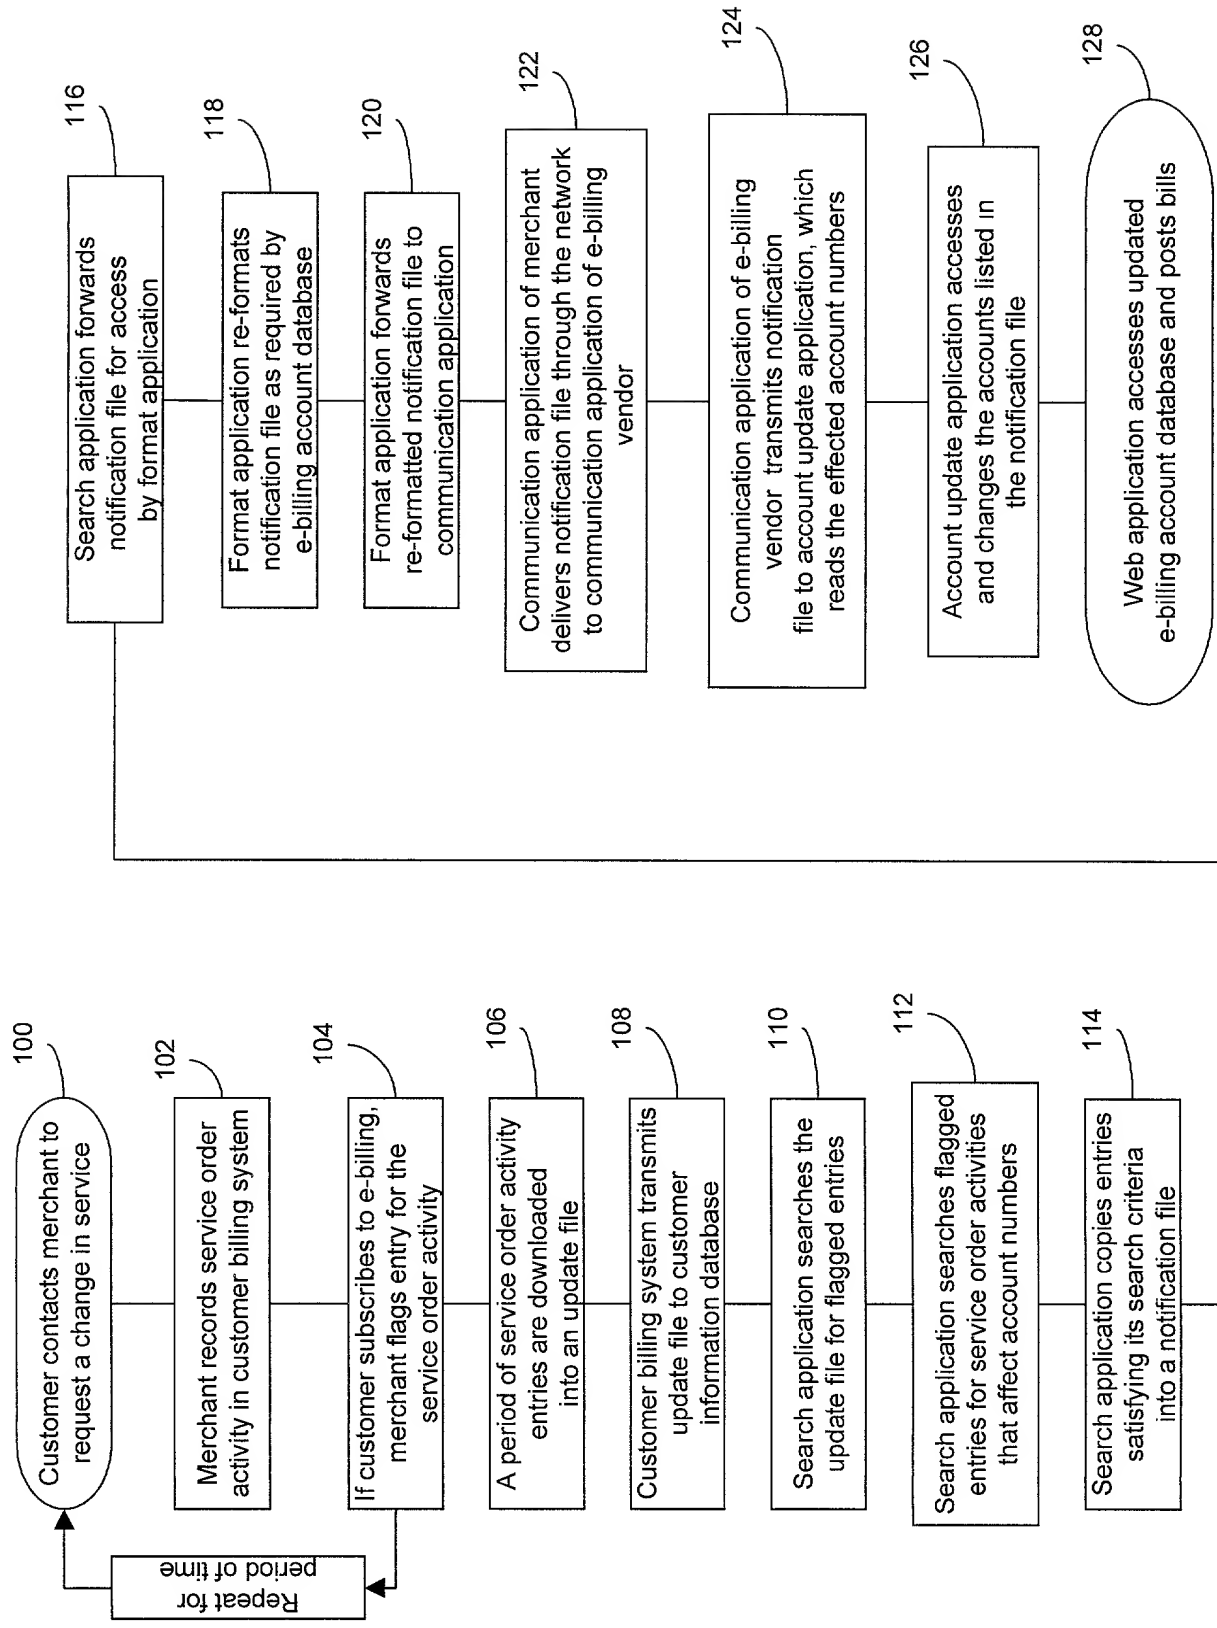 100
Customer contacts merchant to
request a change in service
102
Merchant records service order
activity in customer billing system
104
If customer subscribes to e-billing,
merchant flags entry for the
service order activity
Repeat for
period of time
106
A period of service order activity
entries are downloaded
into an update file
108
Customer billing system transmits
update file to customer
information database
110
Search application searches the
update file for flagged entries
112
Search application searches flagged
entries for service order activities
that affect account numbers
114
Search application copies entries
satisfying its search criteria
into a notification file
116
Search application forwards
notification file for access
by format application
118
Format application re-formats
notification file as required by
e-billing account database
120
Format application forwards
re-formatted notification file to
communication application
122
Communication application of merchant
delivers notification file through the network
to communication application of e-billing
vendor
124
Communication application of e-billing
vendor transmits notification
file to account update application, which
reads the effected account numbers
126
Account update application accesses
and changes the accounts listed in
the notification file
128
Web application accesses updated
e-billing account database and posts bills